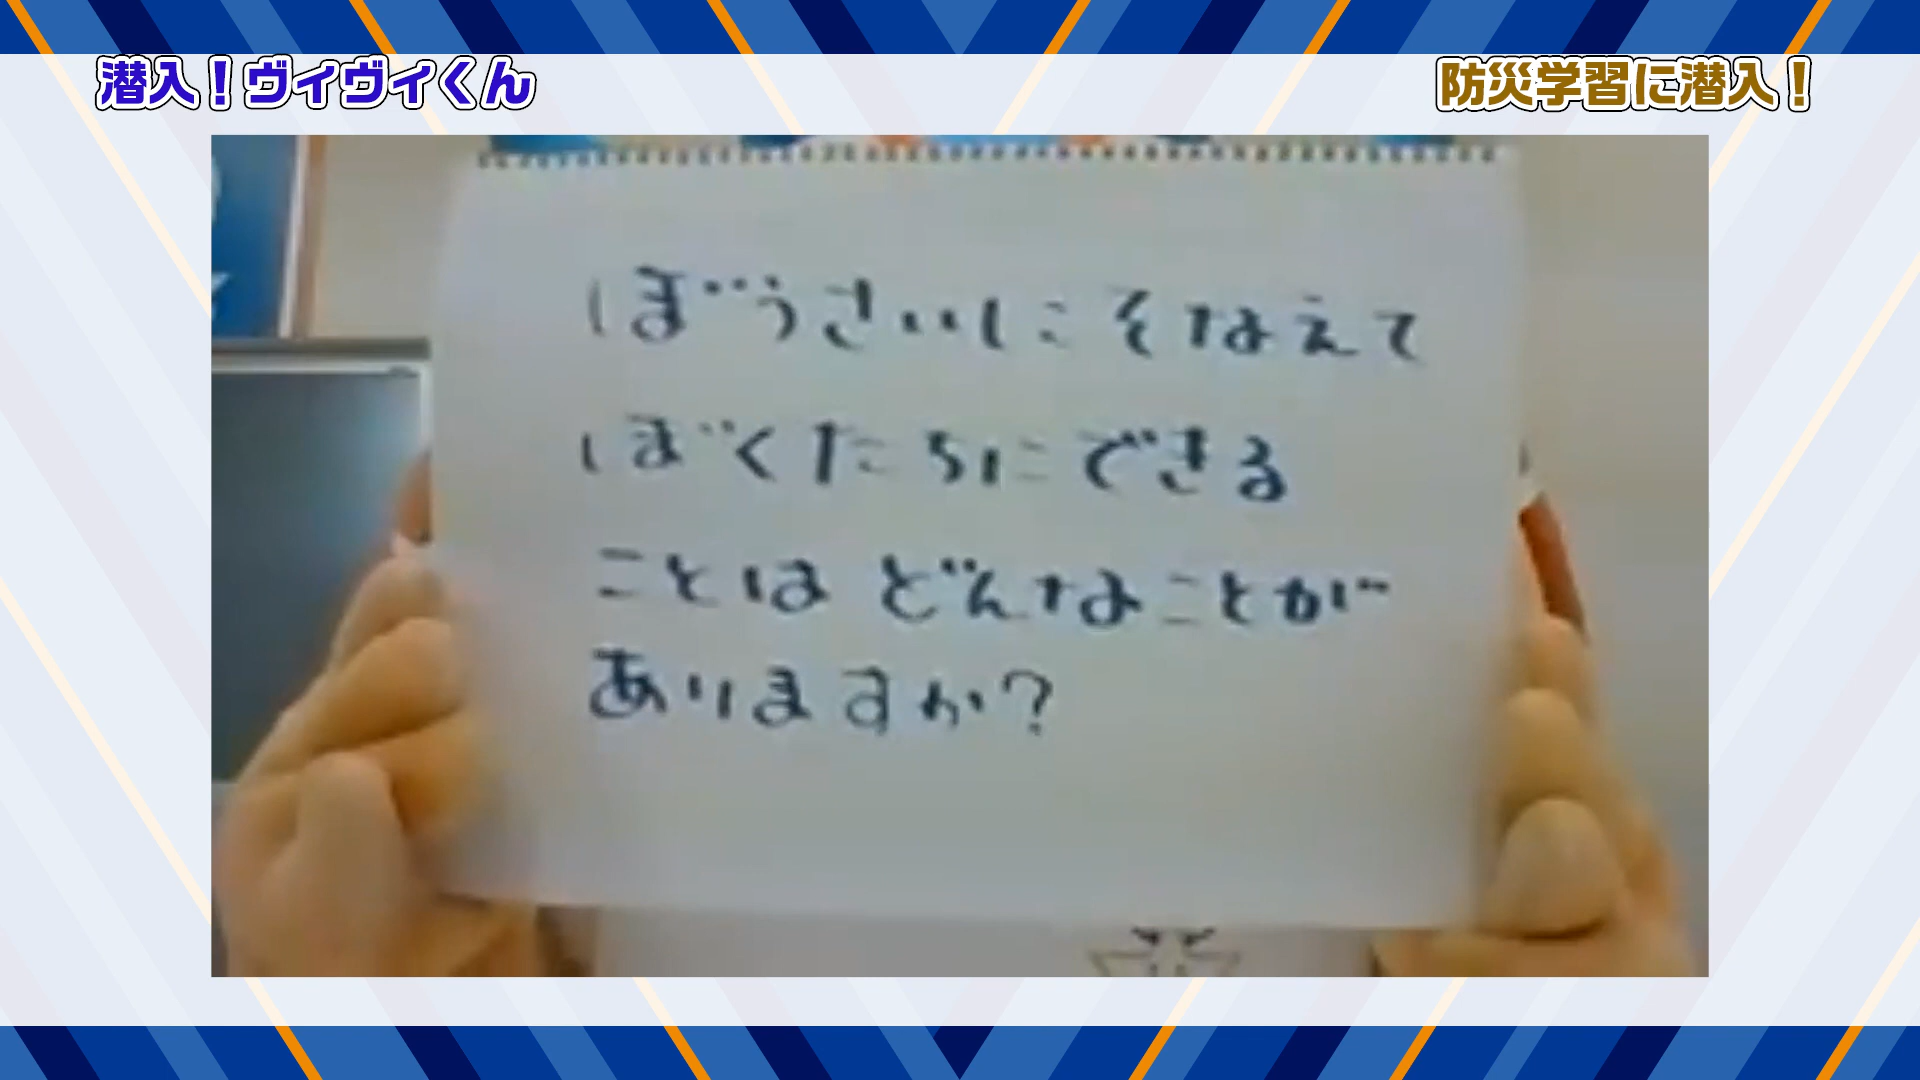 潜入！ヴィヴィくん
防災学習に潜入！
ぼうさいにそなえて
ぼくたちにできる
ことは どんなことが
ありますか？